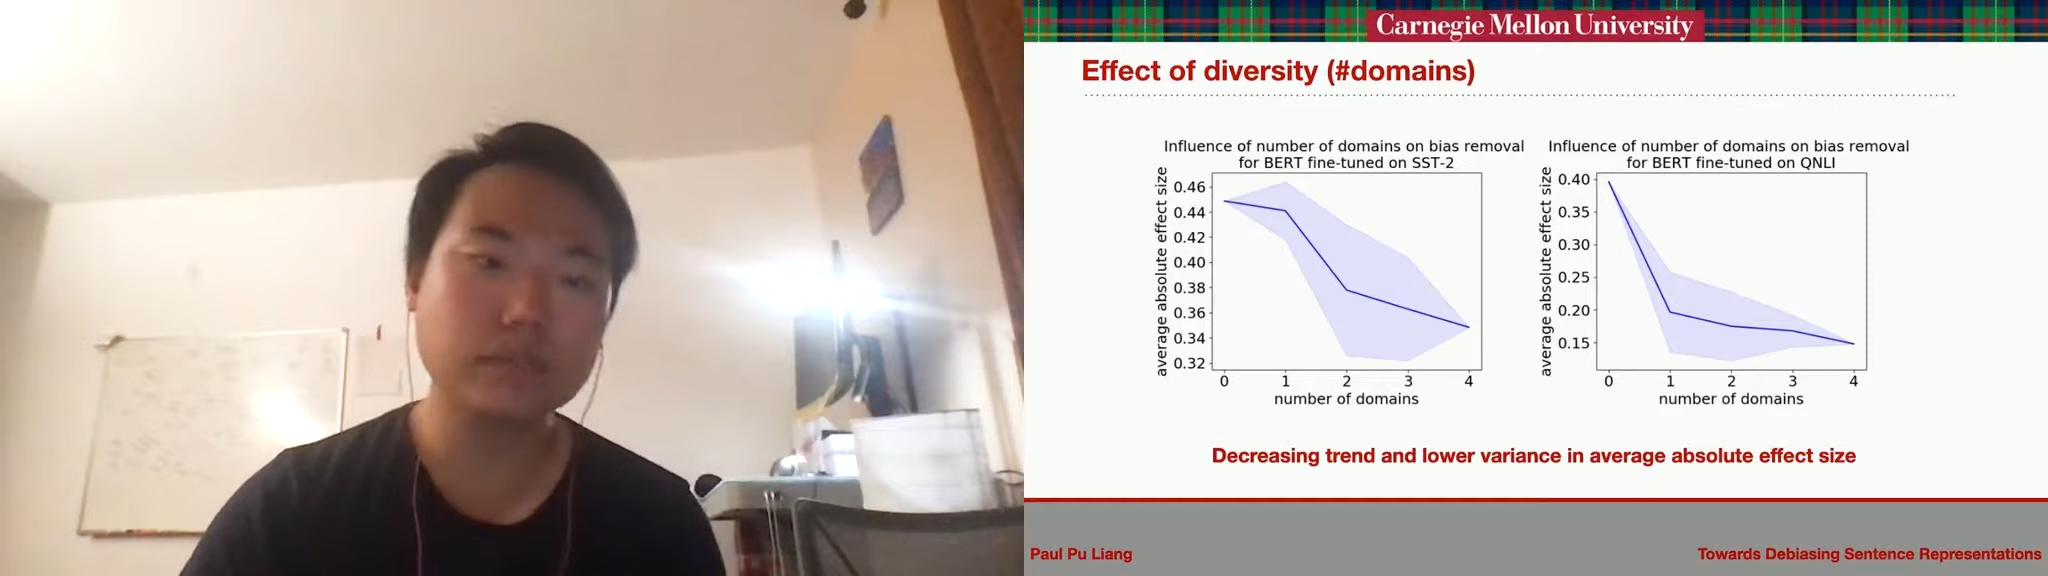 Carnegie Mellon University
Effect of diversity (#domains)
Influence of number of domains on bias removal
for BERT fine-tuned on SST-2
average absolute effect size
0.46
0.44
0.42
0.40
0.38
0.36
0.34
0.32
0 1 2 3 4
number of domains
Influence of number of domains on bias removal
for BERT fine-tuned on QNLI
average absolute effect size
0.40
0.35
0.30
0.25
0.20
0.15
0 1 2 3 4
number of domains
Decreasing trend and lower variance in average absolute effect size
Paul Pu Liang
Towards Debiasing Sentence Representations